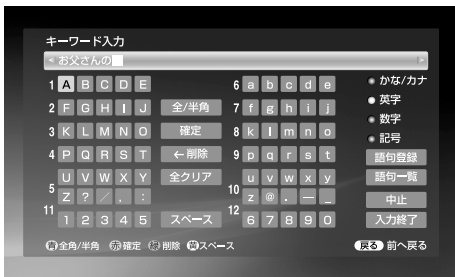 キーワード入力
お父さんの
1 A B C D E 6 a b c d e かな/カナ
2 F G H I J 全/半角 7 f g h i j 英字
3 K L M N O 確定 8 k l m n o 数字
記号
4 P Q R S T ←削除 9 p q r s t 語句登録
U V W X Y 全クリア u v w x y 語句一覧
5 Z ? / . : 10 z @ . — _ 中止
11 1 2 3 4 5 スペース 12 6 7 8 9 0 入力終了
青 全角/半角 赤 確定 緑 削除 黄 スペース 戻る 前へ戻る